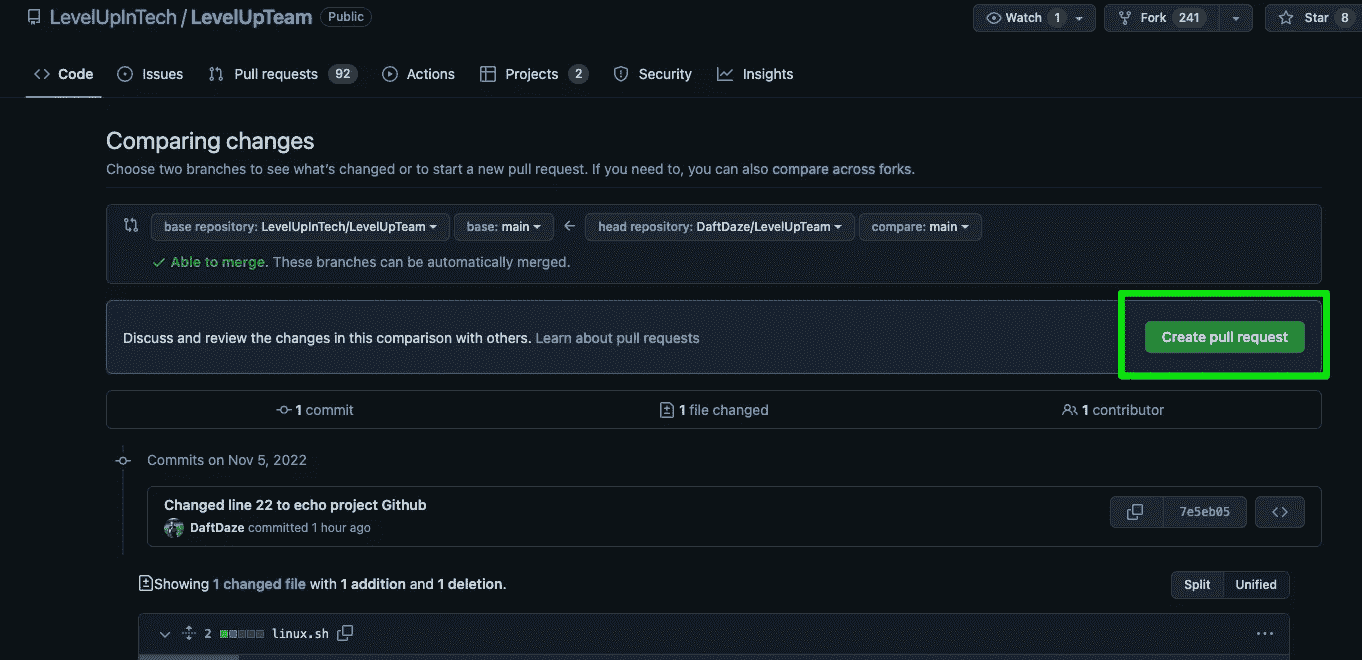 LevelUpInTech / LevelUpTeam Public Watch 1 Fork 241 Star 8
Code Issues Pull requests 92 Actions Projects 2 Security Insights
Comparing changes
Choose two branches to see what's changed or to start a new pull request. If you need to, you can also compare across forks.
base repository: LevelUpInTech/LevelUpTeam base: main ← head repository: DaftDaze/LevelUpTeam compare: main
Able to merge. These branches can be automatically merged.
Discuss and review the changes in this comparison with others. Learn about pull requests Create pull request
1 commit 1 file changed 1 contributor
Commits on Nov 5, 2022
Changed line 22 to echo project Github
DaftDaze committed 1 hour ago 7e5eb05
Showing 1 changed file with 1 addition and 1 deletion. Split Unified
2 linux.sh